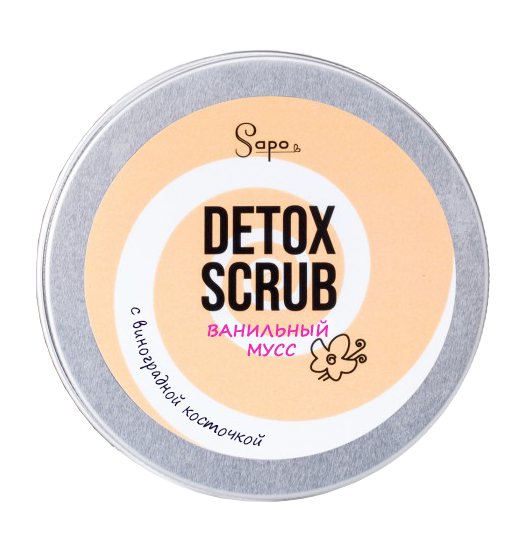 Sapo
DETOX
SCRUB
ВАНИЛЬНЫЙ
МУСС
с виноградной косточкой